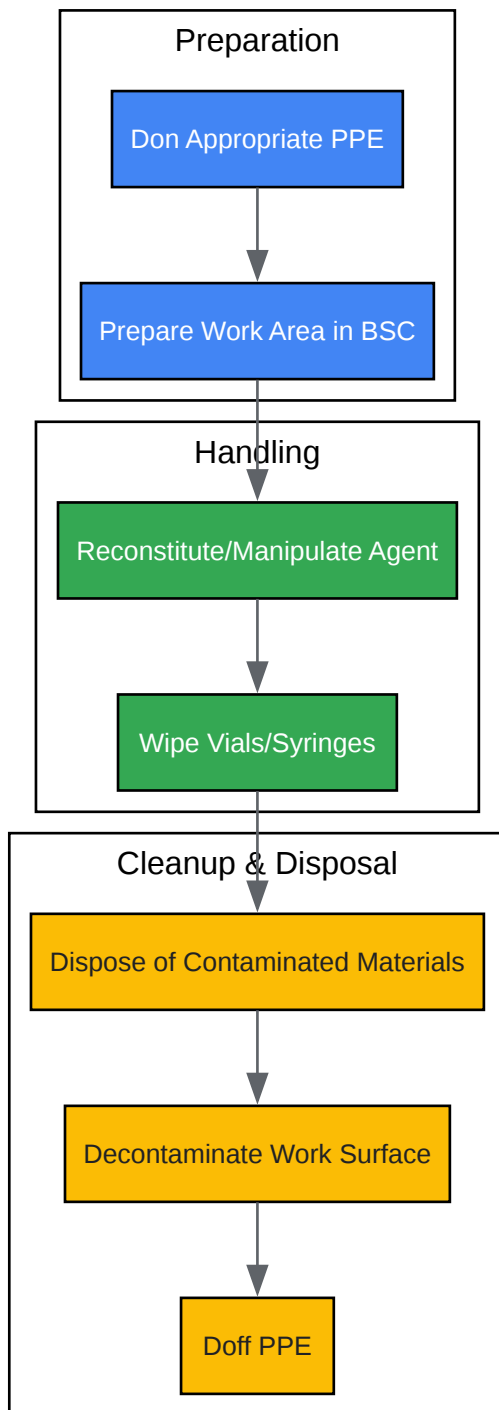 Preparation
Don Appropriate PPE
Prepare Work Area in BSC
Handling
Reconstitute/Manipulate Agent
Wipe Vials/Syringes
Cleanup & Disposal
Dispose of Contaminated Materials
Decontaminate Work Surface
Doff PPE